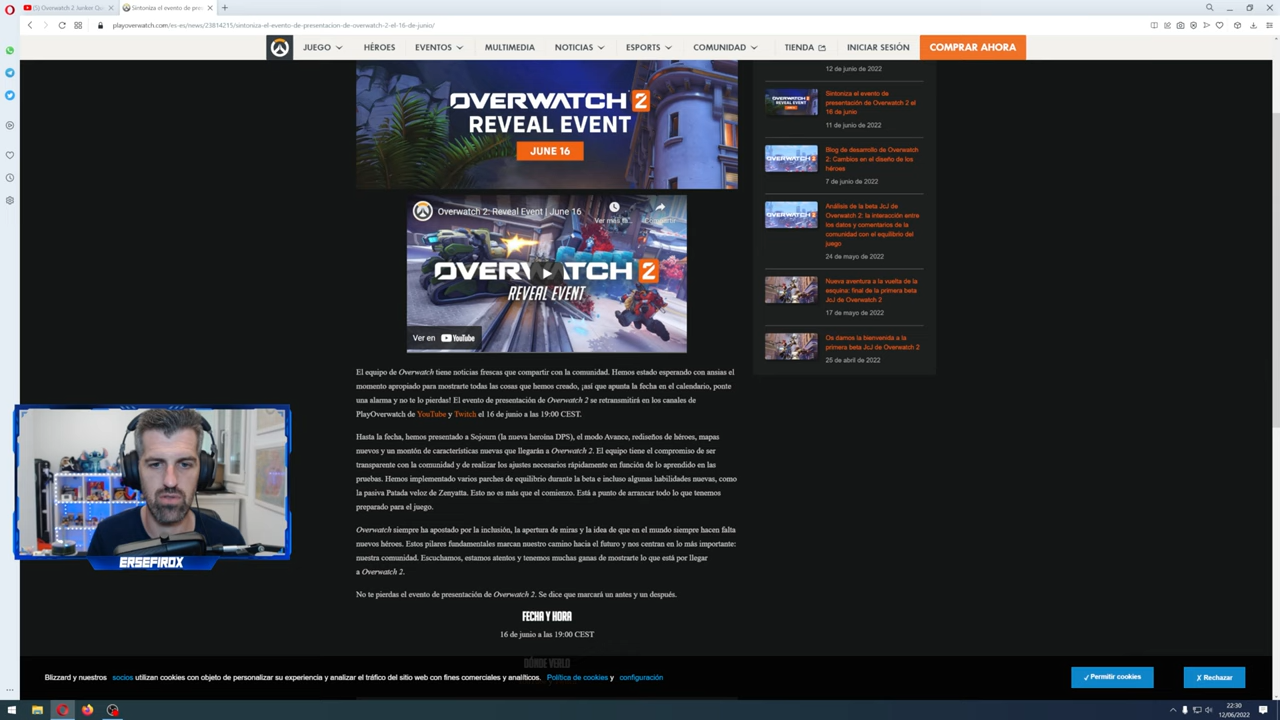 (5) Overwatch 2 Junker Qu
Sintoniza el evento de pre
playoverwatch.com/es-es/news/23814215/sintoniza-el-evento-de-presentacion-de-overwatch-2-el-16-de-junio/
JUEGO
HÉROES
EVENTOS
MULTIMEDIA
NOTICIAS
ESPORTS
COMUNIDAD
TIENDA
INICIAR SESIÓN
COMPRAR AHORA
OVERWATCH 2
REVEAL EVENT
JUNE 16
Overwatch 2: Reveal Event | June 16
Ver más
OVERWATCH 2
REVEAL EVENT
Ver en YouTube
El equipo de Overwatch tiene noticias frescas que compartir con la comunidad. Hemos estado esperando con ansias el
momento apropiado para mostrarte todas las cosas que hemos creado, ¡así que apunta la fecha en el calendario, ponte
una alarma y no te lo pierdas! El evento de presentación de Overwatch 2 se retransmitirá en los canales de
PlayOverwatch de YouTube y Twitch el 16 de junio a las 19:00 CEST.
Hasta la fecha, hemos presentado a Sojourn (la nueva heroína DPS), el modo Avance, rediseños de héroes, mapas
nuevos y un montón de características nuevas que llegarán a Overwatch 2. El equipo tiene el compromiso de ser
transparente con la comunidad y de realizar los ajustes necesarios rápidamente en función de lo aprendido en las
pruebas. Hemos implementado varios parches de equilibrio durante la beta e incluso algunas habilidades nuevas, como
la pasiva Patada veloz de Zenyatta. Esto no es más que el comienzo. Está a punto de arrancar todo lo que tenemos
preparado para el juego.
Overwatch siempre ha apostado por la inclusión, la apertura de miras y la idea de que en el mundo siempre hacen falta
nuevos héroes. Estos pilares fundamentales marcan nuestro camino hacia el futuro y nos centran en lo más importante:
nuestra comunidad. Escuchamos, estamos atentos y tenemos muchas ganas de mostrarte lo que está por llegar
a Overwatch 2.
No te pierdas el evento de presentación de Overwatch 2. Se dice que marcará un antes y un después.
FECHA Y HORA
16 de junio a las 19:00 CEST
DÓNDE VERLO
12 de junio de 2022
Sintoniza el evento de
presentación de Overwatch 2 el
16 de junio
11 de junio de 2022
Blog de desarrollo de Overwatch
2: Cambios en el diseño de los
héroes
7 de junio de 2022
Análisis de la beta JcJ de
Overwatch 2: la interacción entre
los datos y comentarios de la
comunidad con el equilibrio del
juego
24 de mayo de 2022
Nueva aventura a la vuelta de la
esquina: final de la primera beta
JcJ de Overwatch 2
17 de mayo de 2022
Os damos la bienvenida a la
primera beta JcJ de Overwatch 2
25 de abril de 2022
ERSEFIROX
Blizzard y nuestros socios utilizan cookies con objeto de personalizar su experiencia y analizar el tráfico del sitio web con fines comerciales y analíticos. Política de cookies y configuración
Permitir cookies
Rechazar
22:30
12/06/2022